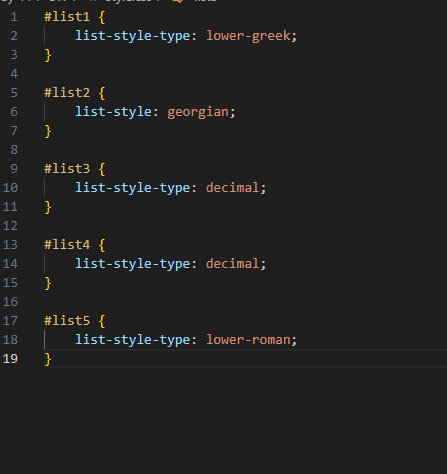 1 #list1 {
2 list-style-type: lower-greek;
3 }
4
5 #list2 {
6 list-style: georgian;
7 }
8
9 #list3 {
10 list-style-type: decimal;
11 }
12
13 #list4 {
14 list-style-type: decimal;
15 }
16
17 #list5 {
18 list-style-type: lower-roman;
19 }